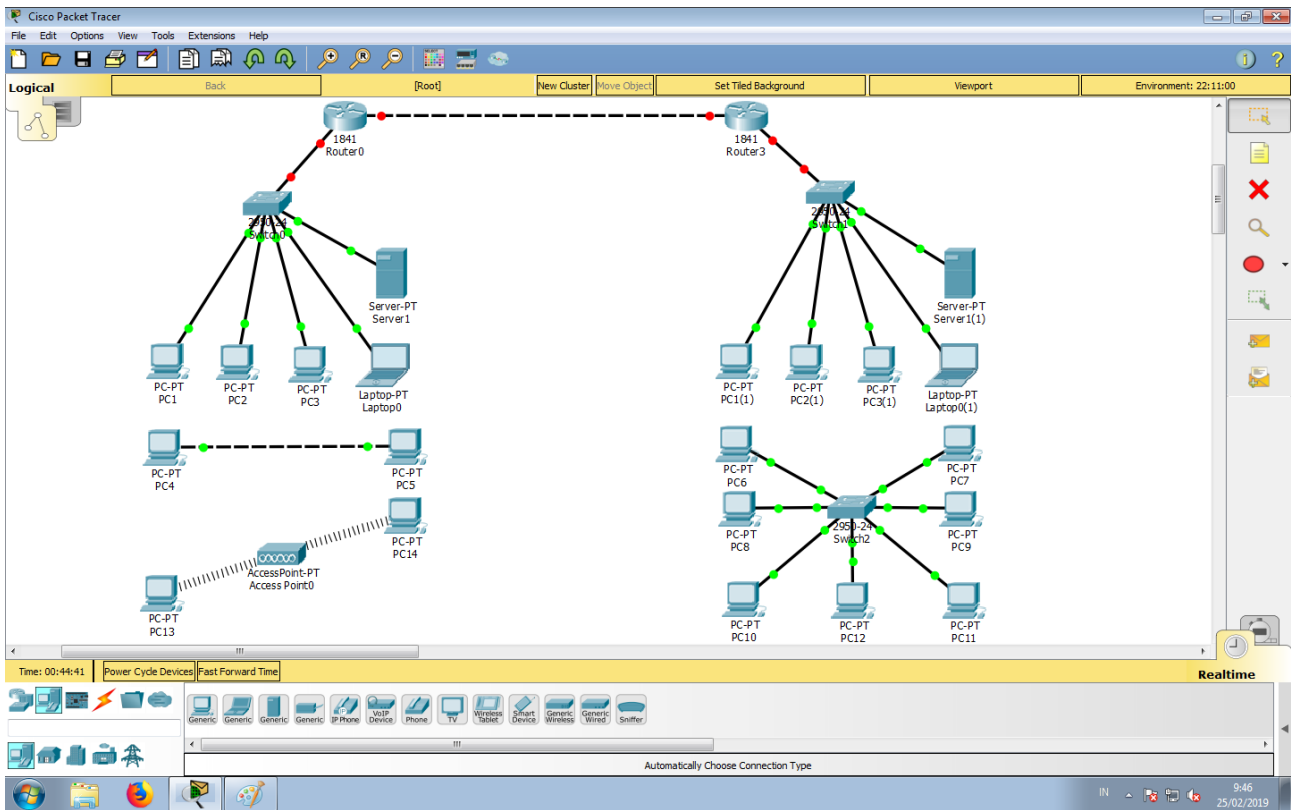 Cisco Packet Tracer
File Edit Options View Tools Extensions Help
Logical
Back
[Root]
New Cluster
Move Object
Set Tiled Background
Viewport
Environment: 22:11:00
1841
Router0
1841
Router3
2950-24
Switch0
2950-24
Switch1
Server-PT
Server1
Server-PT
Server1(1)
PC-PT
PC1
PC-PT
PC2
PC-PT
PC3
Laptop-PT
Laptop0
PC-PT
PC1(1)
PC-PT
PC2(1)
PC-PT
PC3(1)
Laptop-PT
Laptop0(1)
PC-PT
PC4
PC-PT
PC5
PC-PT
PC6
PC-PT
PC7
PC-PT
PC14
AccessPoint-PT
Access Point0
PC-PT
PC13
PC-PT
PC8
2950-24
Switch2
PC-PT
PC9
PC-PT
PC10
PC-PT
PC12
PC-PT
PC11
Time: 00:44:41
Power Cycle Devices
Fast Forward Time
Realtime
Generic
Generic
Generic
Generic
IP Phone
VoIP Device
Phone
TV
Wireless Tablet
Smart Device
Generic Wireless
Generic Wired
Sniffer
Automatically Choose Connection Type
IN
9:46
25/02/2019